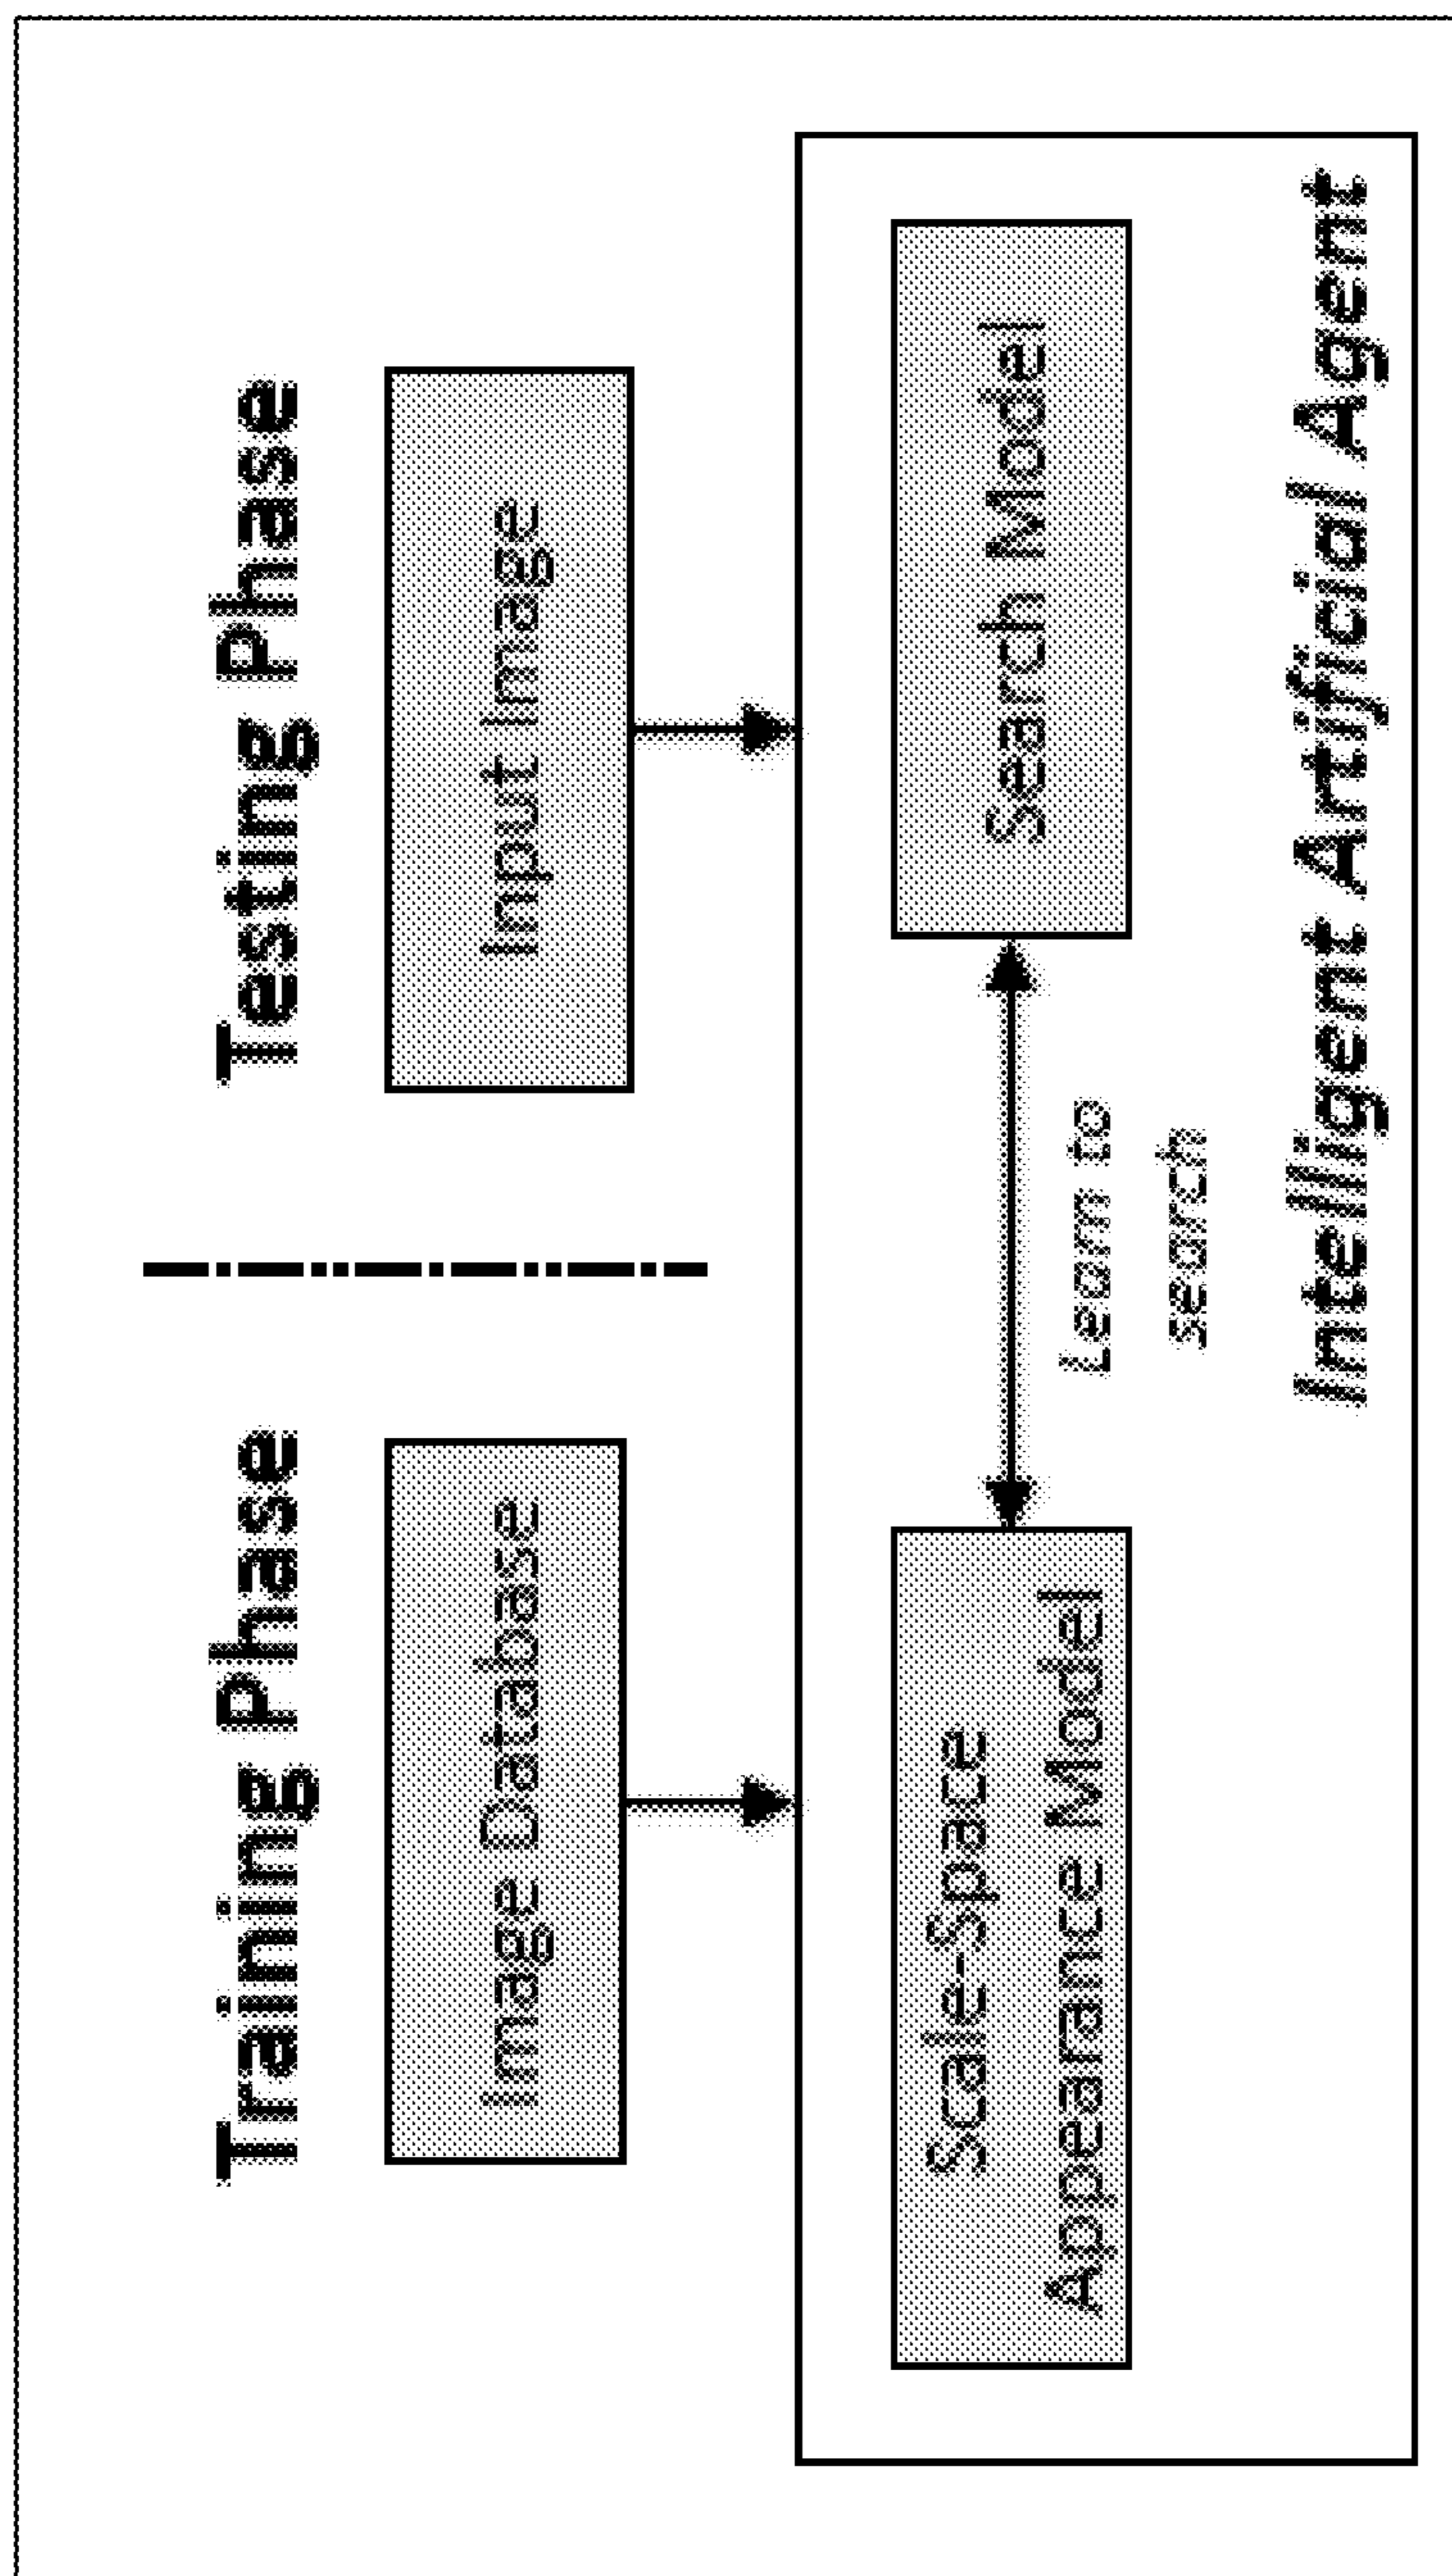 Training Phase
Testing Phase
Image Database
Input Image
Scale-Space
Appearance Model
Learn to
search
Search Model
Intelligent Artificial Agent